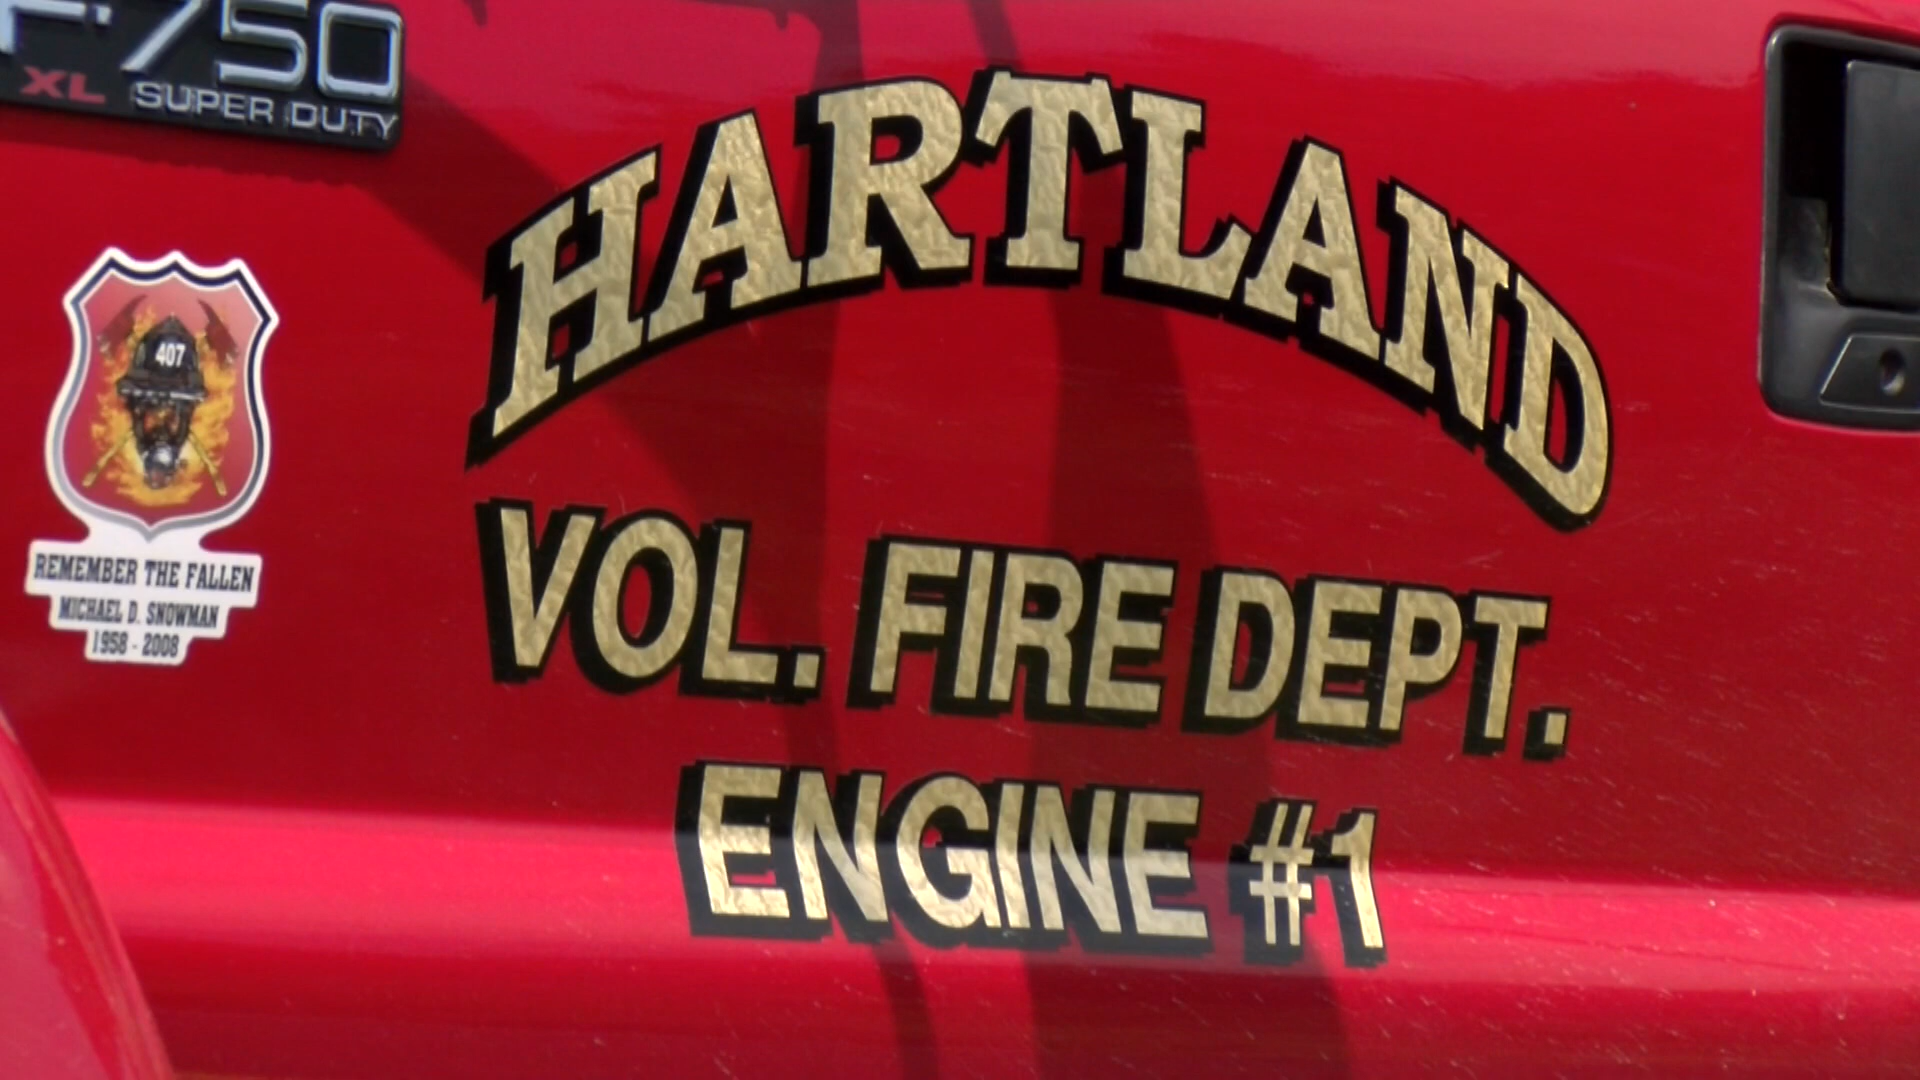 F-750
XL SUPER DUTY
HARTLAND
VOL. FIRE DEPT.
ENGINE #1
407
REMEMBER THE FALLEN
MICHAEL D. SNOWMAN
1958 - 2008